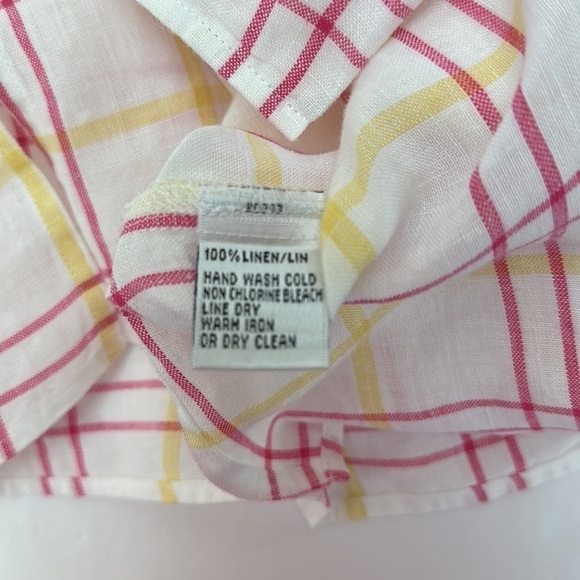 100% LINEN/LIN
HAND WASH COLD
NON CHLORINE BLEACH
LINE DRY
WARM IRON
OR DRY CLEAN